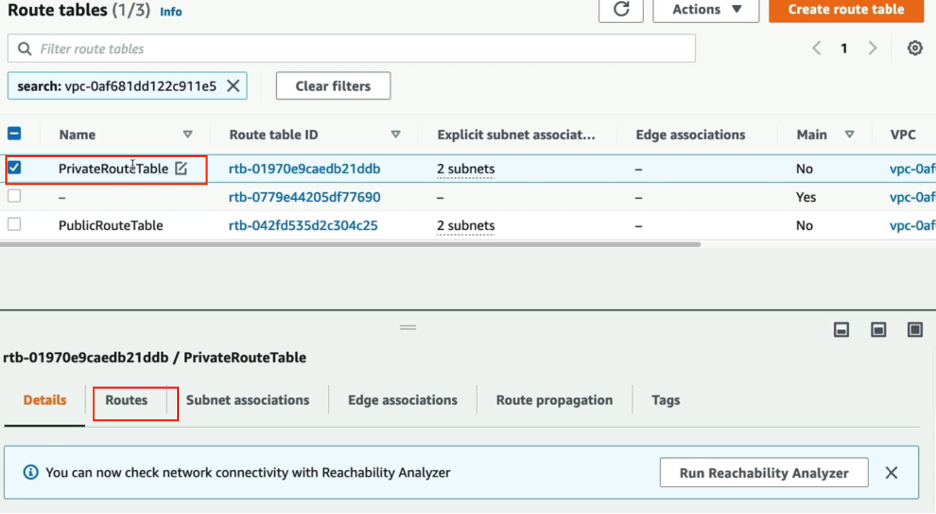 Route tables (1/3) Info
Actions
Create route table
Filter route tables
1
search: vpc-0af681dd122c911e5
Clear filters
Name Route table ID Explicit subnet associat... Edge associations Main VPC
PrivateRouteTable rtb-01970e9caedb21ddb 2 subnets – No vpc-0af
– rtb-0779e44205df77690 – – Yes vpc-0af
PublicRouteTable rtb-042fd535d2c304c25 2 subnets – No vpc-0af
rtb-01970e9caedb21ddb / PrivateRouteTable
Details Routes Subnet associations Edge associations Route propagation Tags
You can now check network connectivity with Reachability Analyzer
Run Reachability Analyzer